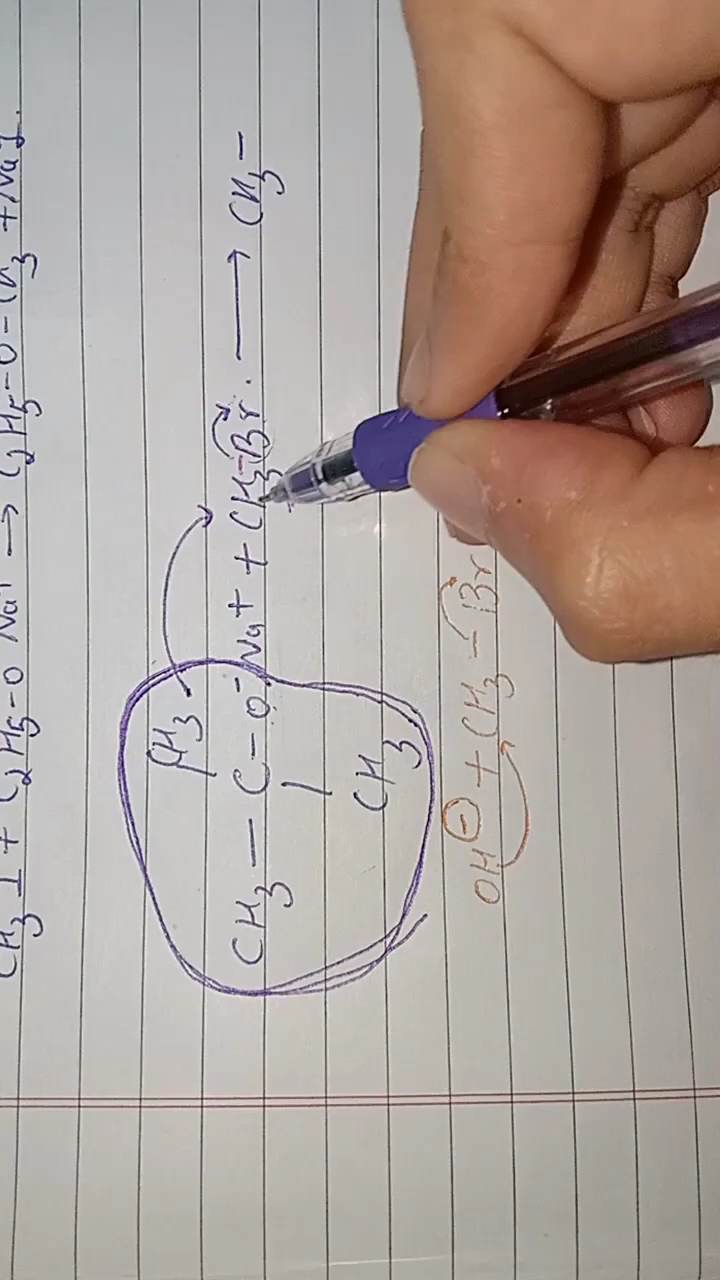 CH3I + C2H5-O Na+ → C2H5-O-CH3 + NaI.
CH3
CH3 — C-O⁻Na+ + CH3-Br. → CH3-
|
CH3
OH⊖ + CH3 - Br